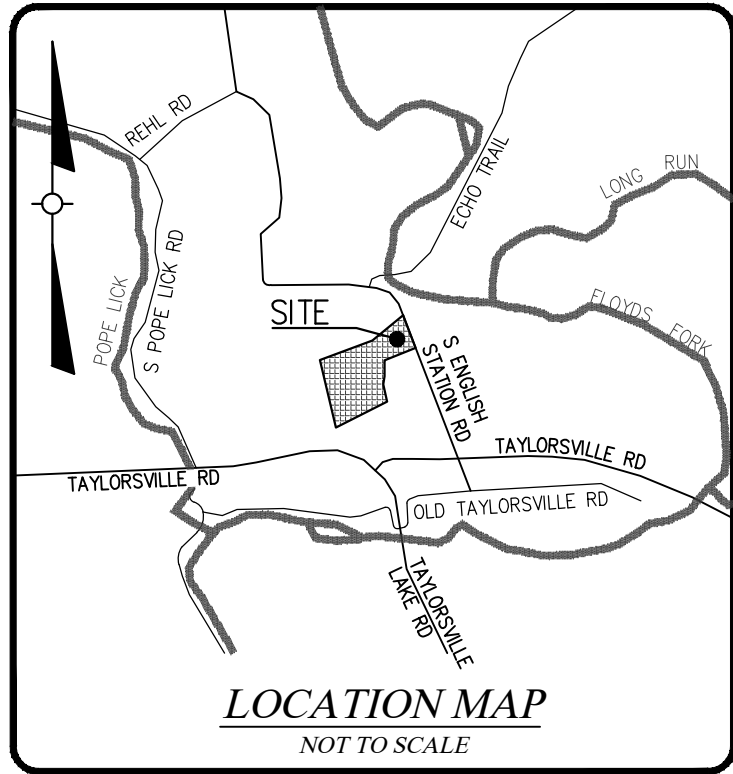 REHL RD
ECHO TRAIL
LONG RUN
S POPE LICK RD
POPE LICK
SITE
FLOYDS FORK
S ENGLISH
STATION RD
TAYLORSVILLE RD
TAYLORSVILLE RD
OLD TAYLORSVILLE RD
TAYLORSVILLE
LAKE RD
LOCATION MAP
NOT TO SCALE